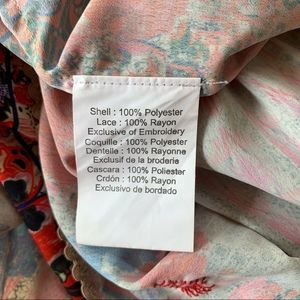 Shell : 100% Polyester
Lace : 100% Rayon
Exclusive of Embroidery
Coquille : 100% Polyester
Dentelle : 100% Rayonne
Exclusif de la broderie
Cascara : 100% Poliester
Crdón : 100% Rayon
Exclusivo de bordado